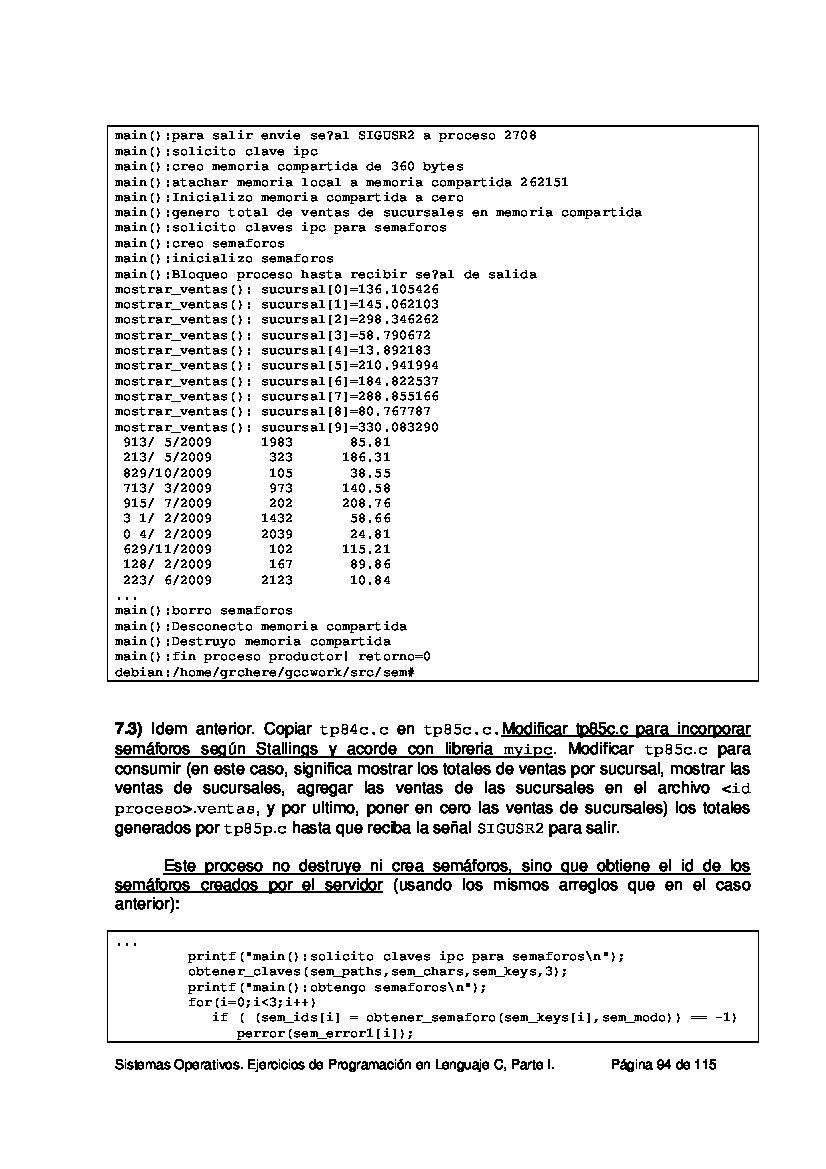 main():para salir envie se?al SIGUSR2 a proceso 2708
main():solicito clave ipc
main():creo memoria compartida de 360 bytes
main():atachar memoria local a memoria compartida 262151
main():Inicializo memoria compartida a cero
main():genero total de ventas de sucursales en memoria compartida
main():solicito claves ipc para semaforos
main():creo semaforos
main():inicializo semaforos
main():Bloqueo proceso hasta recibir se?al de salida
mostrar_ventas(): sucursal[0]=136.105426
mostrar_ventas(): sucursal[1]=145.062103
mostrar_ventas(): sucursal[2]=298.346262
mostrar_ventas(): sucursal[3]=58.790672
mostrar_ventas(): sucursal[4]=13.892183
mostrar_ventas(): sucursal[5]=210.941994
mostrar_ventas(): sucursal[6]=184.822537
mostrar_ventas(): sucursal[7]=288.855166
mostrar_ventas(): sucursal[8]=80.767787
mostrar_ventas(): sucursal[9]=330.083290
913/ 5/2009 1983 85.81
213/ 5/2009 323 186.31
829/10/2009 105 38.55
713/ 3/2009 973 140.58
915/ 7/2009 202 208.76
3 1/ 2/2009 1432 58.66
0 4/ 2/2009 2039 24.81
629/11/2009 102 115.21
128/ 2/2009 167 89.86
223/ 6/2009 2123 10.84
...
main():borro semaforos
main():Desconecto memoria compartida
main():Destruyo memoria compartida
main():fin proceso productor| retorno=0
debian:/home/grchere/gccwork/src/sem#
7.3) Idem anterior. Copiar tp84c.c en tp85c.c. Modificar tp85c.c para incorporar
semáforos según Stallings y acorde con libreria myipc. Modificar tp85c.c para
consumir (en este caso, significa mostrar los totales de ventas por sucursal, mostrar las
ventas de sucursales, agregar las ventas de las sucursales en el archivo <id
proceso>.ventas, y por ultimo, poner en cero las ventas de sucursales) los totales
generados por tp85p.c hasta que reciba la señal SIGUSR2 para salir.
Este proceso no destruye ni crea semáforos, sino que obtiene el id de los
semáforos creados por el servidor (usando los mismos arreglos que en el caso
anterior):
...
printf("main():solicito claves ipc para semaforos\n");
obtener_claves(sem_paths,sem_chars,sem_keys,3);
printf("main():obtengo semaforos\n");
for(i=0;i<3;i++)
if ( (sem_ids[i] = obtener_semaforo(sem_keys[i],sem_modo)) == -1)
perror(sem_error1[i]);
Sistemas Operativos. Ejercicios de Programación en Lenguaje C, Parte I. Página 94 de 115